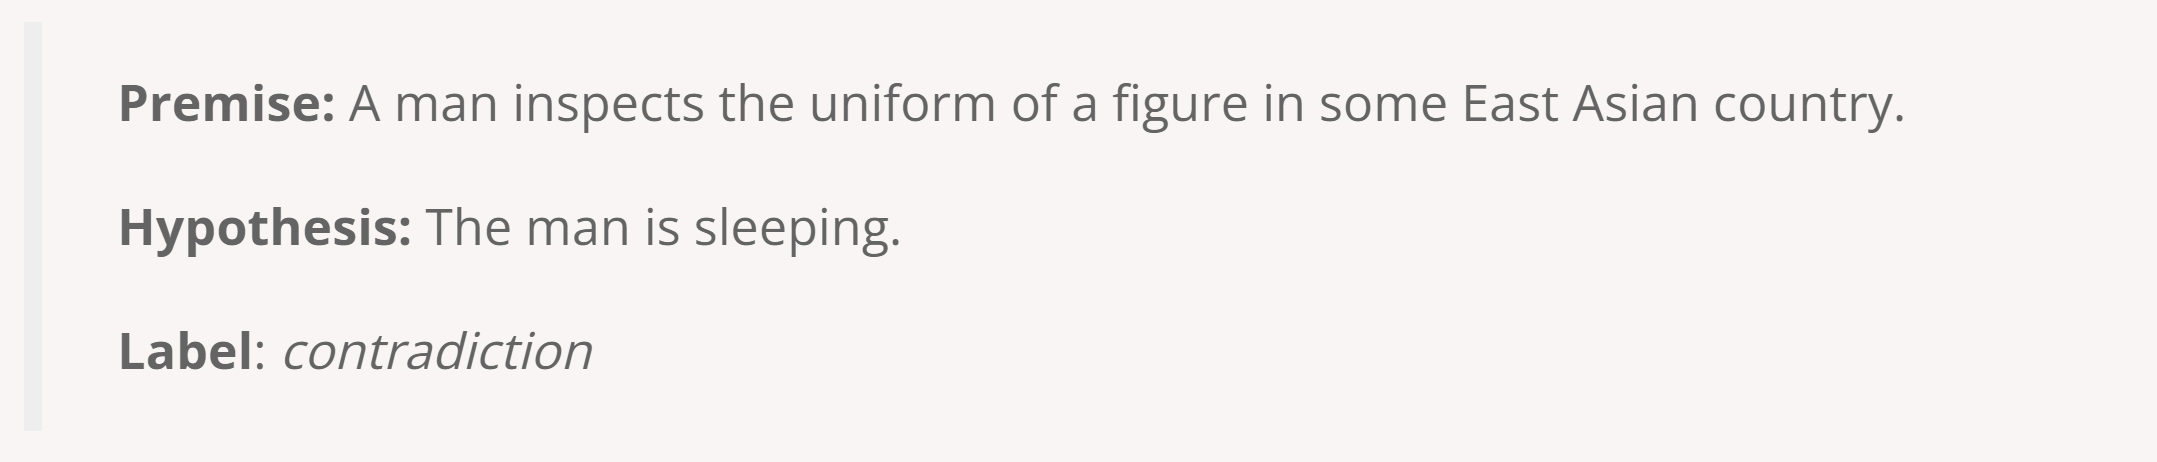 Premise: A man inspects the uniform of a figure in some East Asian country.
Hypothesis: The man is sleeping.
Label: contradiction